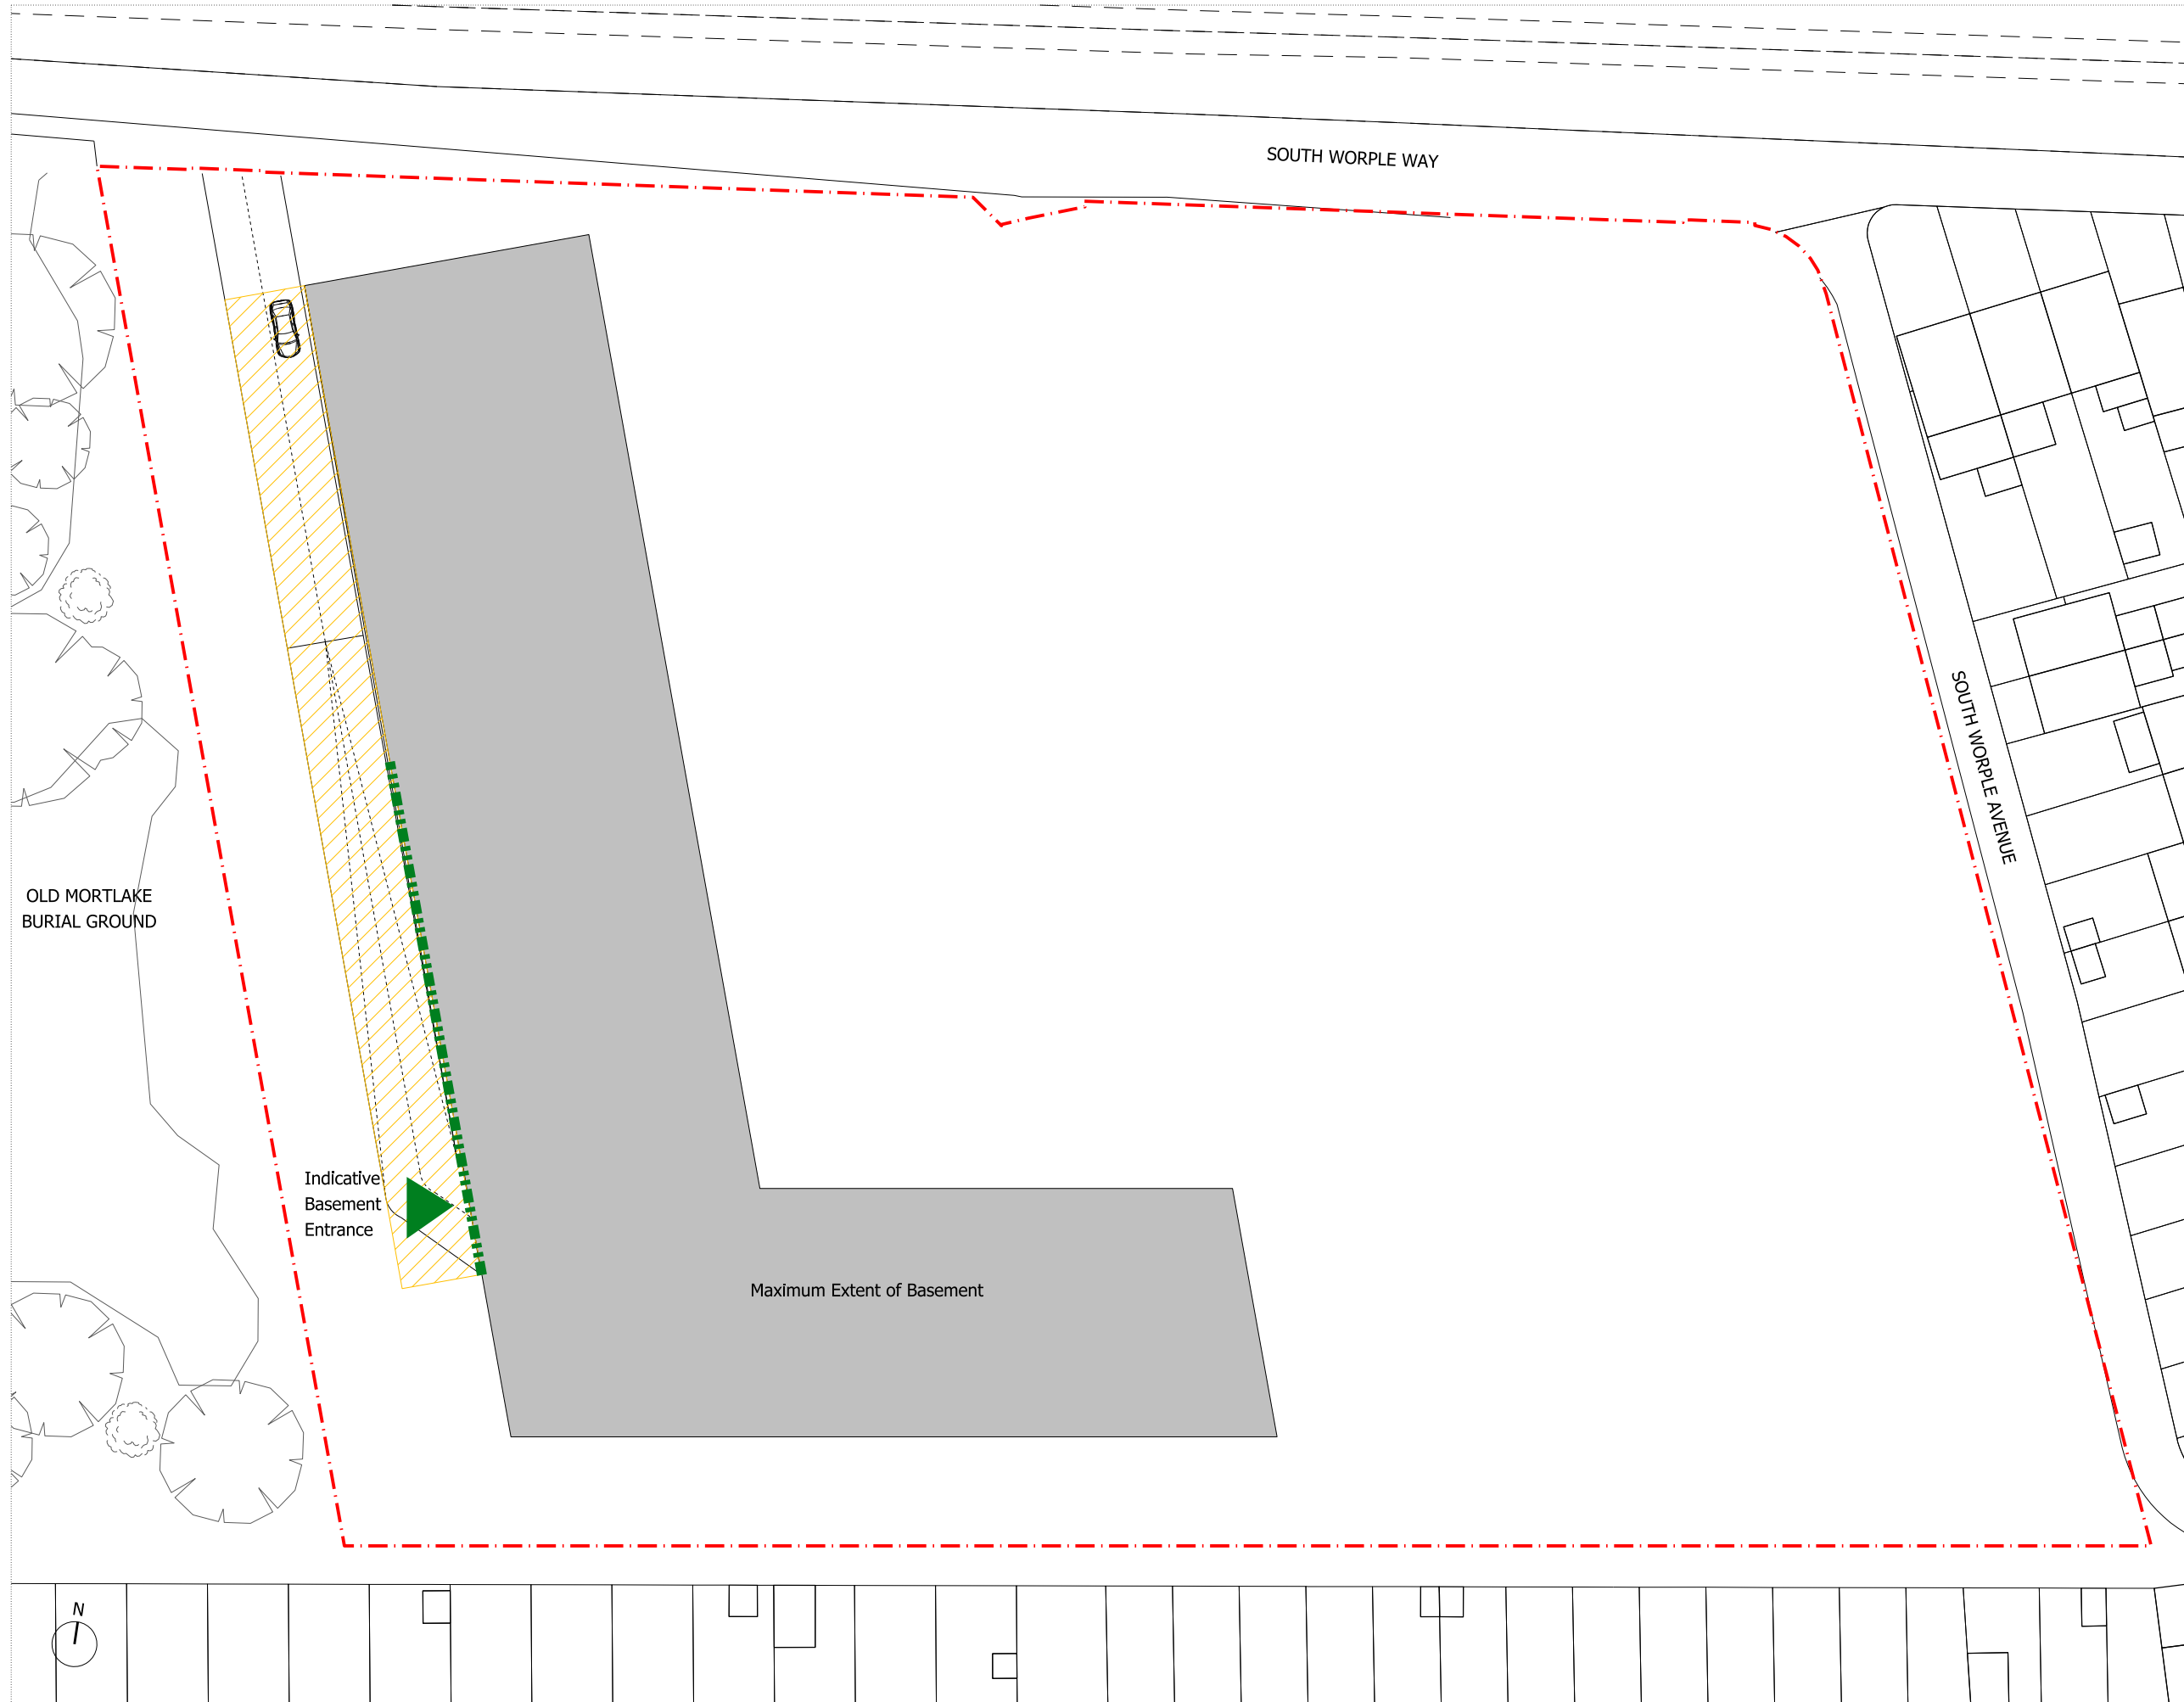 SOUTH WORPLE WAY
SOUTH WORPLE AVENUE
OLD MORTLAKE
BURIAL GROUND
Indicative
Basement
Entrance
Maximum Extent of Basement
N